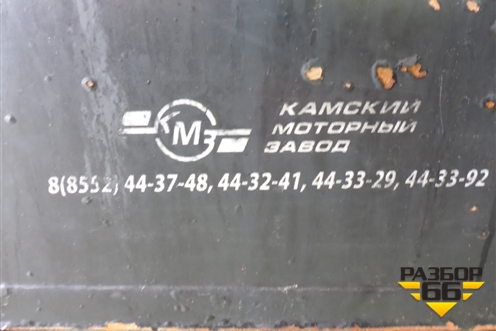 КМЗ
КАМСКИЙ
МОТОРНЫЙ
ЗАВОД
8(8552) 44-37-48, 44-32-41, 44-33-29, 44-33-92
РАЗБОР
66